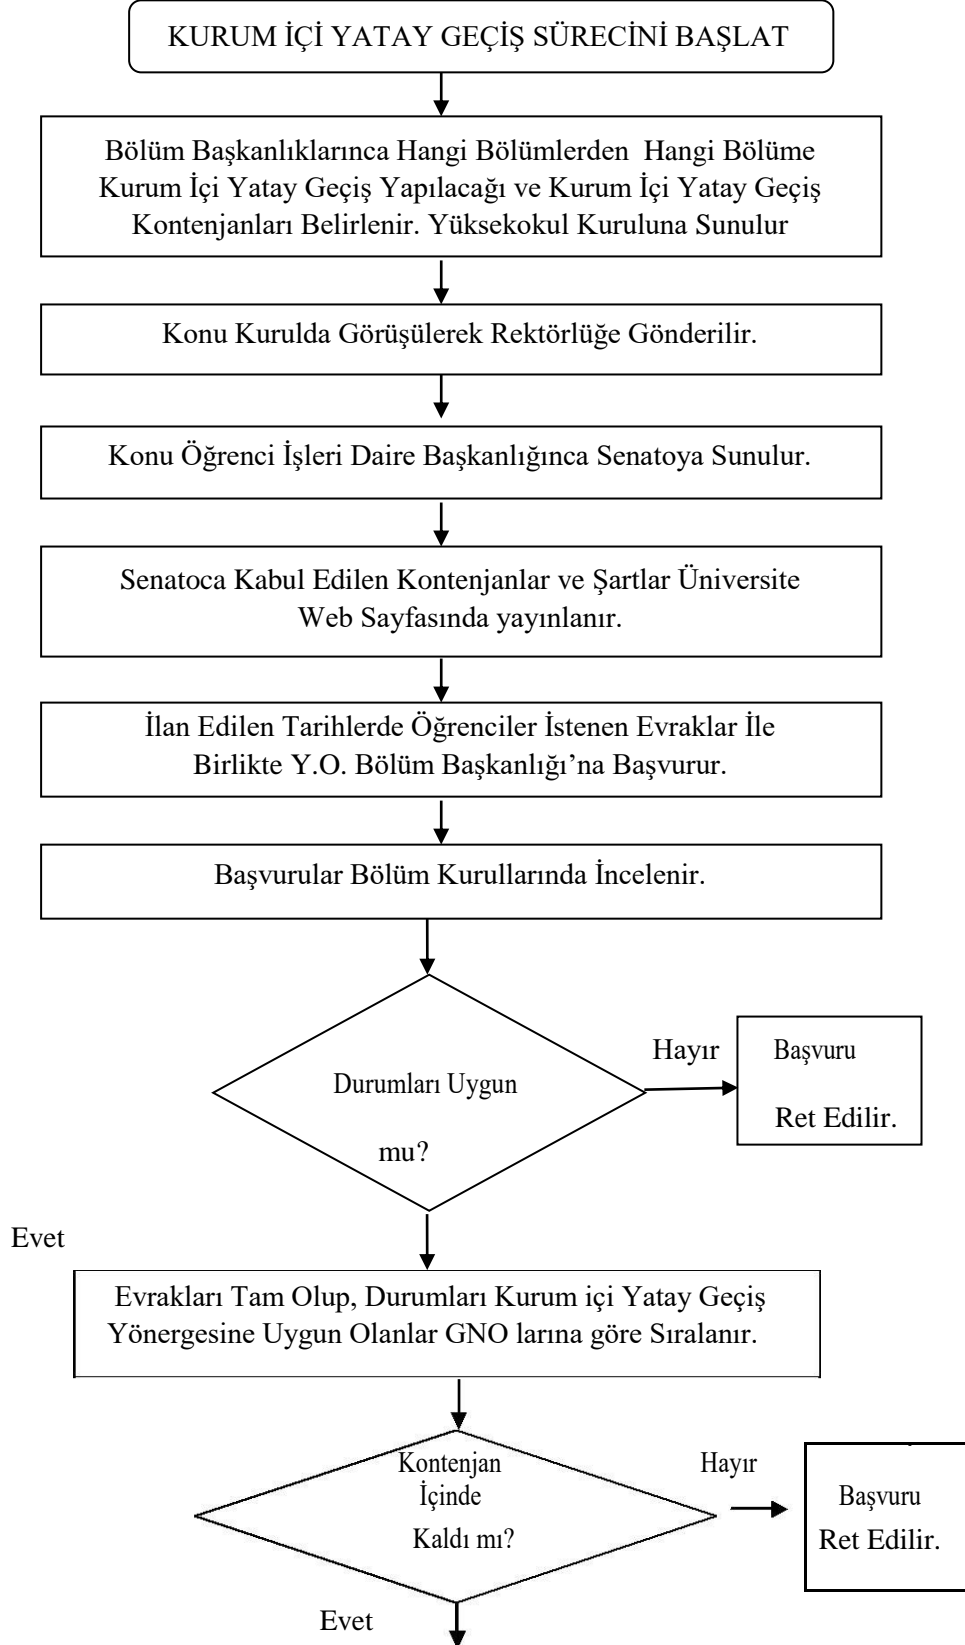 KURUM İÇİ YATAY GEÇİŞ SÜRECİNİ BAŞLAT
Bölüm Başkanlıklarınca Hangi Bölümlerden Hangi Bölüme
Kurum İçi Yatay Geçiş Yapılacağı ve Kurum İçi Yatay Geçiş
Kontenjanları Belirlenir. Yüksekokul Kuruluna Sunulur
Konu Kurulda Görüşülerek Rektörlüğe Gönderilir.
Konu Öğrenci İşleri Daire Başkanlığınca Senatoya Sunulur.
Senatoca Kabul Edilen Kontenjanlar ve Şartlar Üniversite
Web Sayfasında yayınlanır.
İlan Edilen Tarihlerde Öğrenciler İstenen Evraklar İle
Birlikte Y.O. Bölüm Başkanlığı’na Başvurur.
Başvurular Bölüm Kurullarında İncelenir.
Durumları Uygun
mu?
Hayır
Başvuru
Ret Edilir.
Evet
Evrakları Tam Olup, Durumları Kurum içi Yatay Geçiş
Yönergesine Uygun Olanlar GNO larına göre Sıralanır.
Kontenjan
İçinde
Kaldı mı?
Hayır
Başvuru
Ret Edilir.
Evet